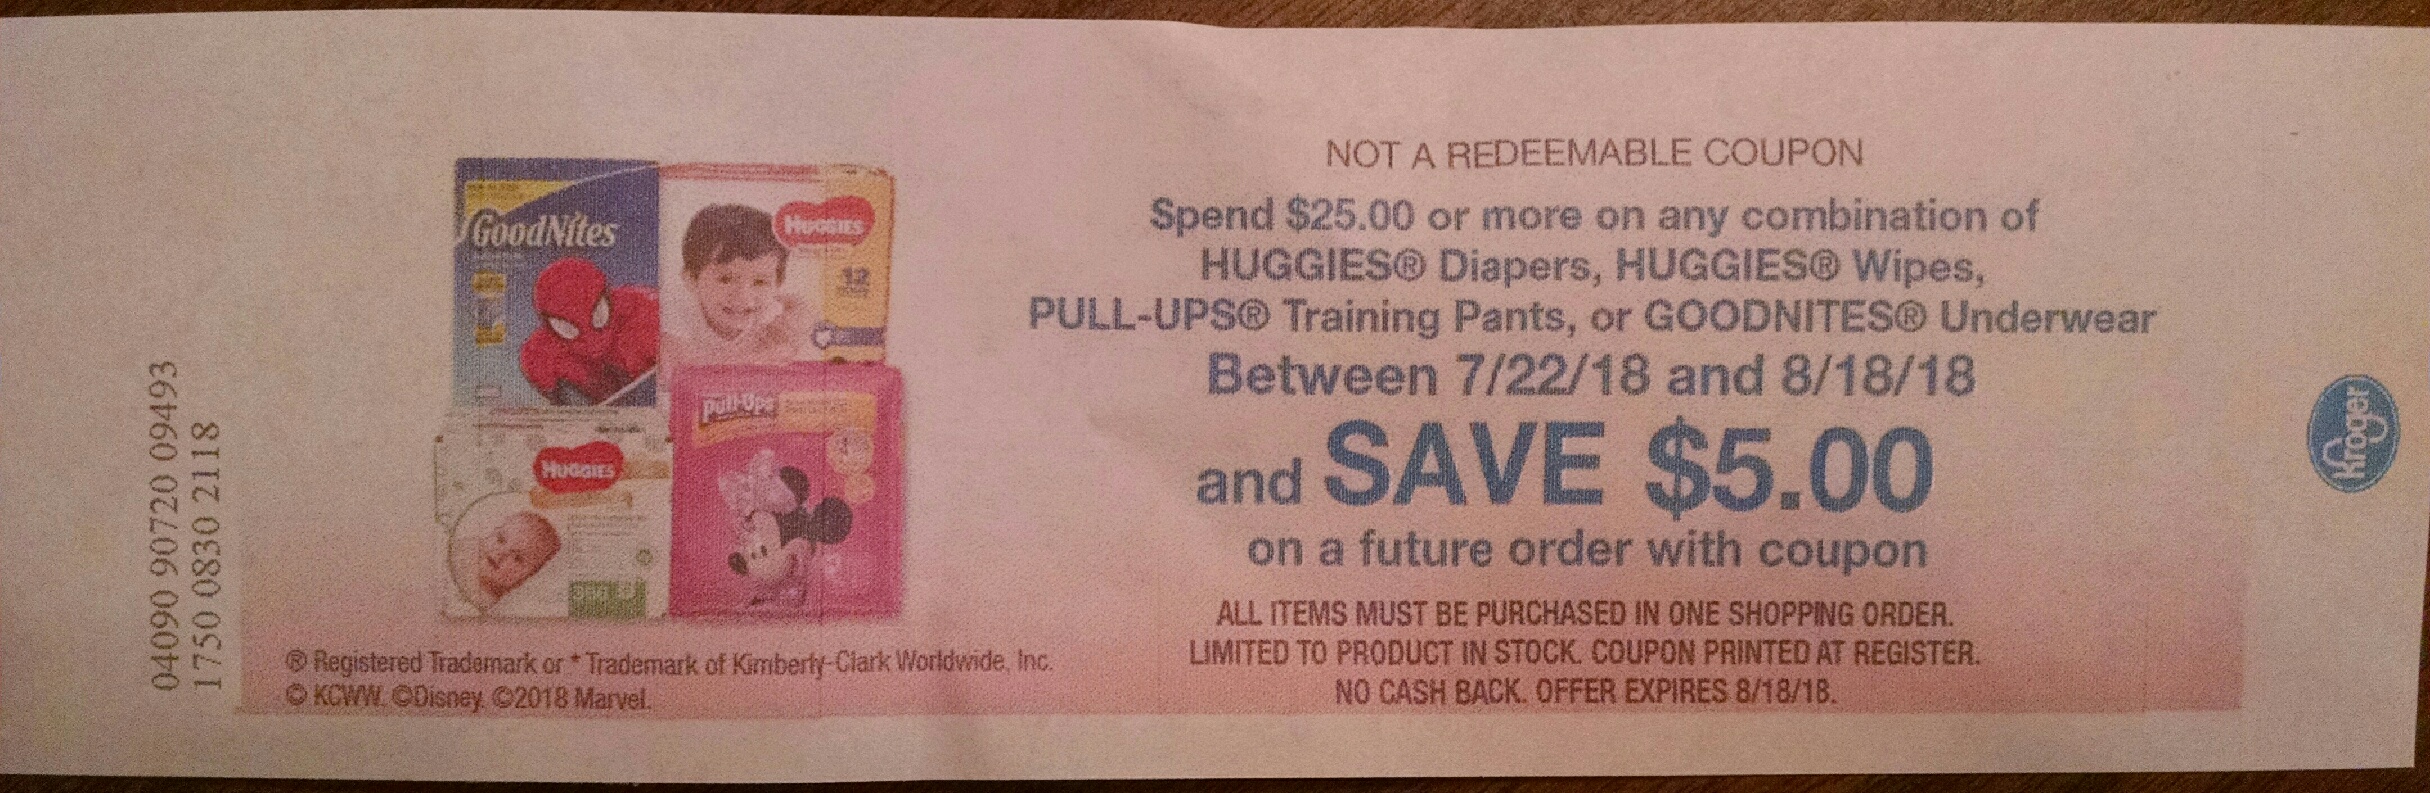 NOT A REDEEMABLE COUPON
Spend $25.00 or more on any combination of
HUGGIES® Diapers, HUGGIES® Wipes,
PULL-UPS® Training Pants, or GOODNITES® Underwear
Between 7/22/18 and 8/18/18
and SAVE $5.00
on a future order with coupon
ALL ITEMS MUST BE PURCHASED IN ONE SHOPPING ORDER.
LIMITED TO PRODUCT IN STOCK. COUPON PRINTED AT REGISTER.
NO CASH BACK. OFFER EXPIRES 8/18/18.
GoodNites
HUGGIES
12
HUGGIES
Pull-Ups
® Registered Trademark or * Trademark of Kimberly-Clark Worldwide, Inc.
© KCWW. ©Disney. ©2018 Marvel.
04090 90720 09493
1750 0830 2118
Kroger